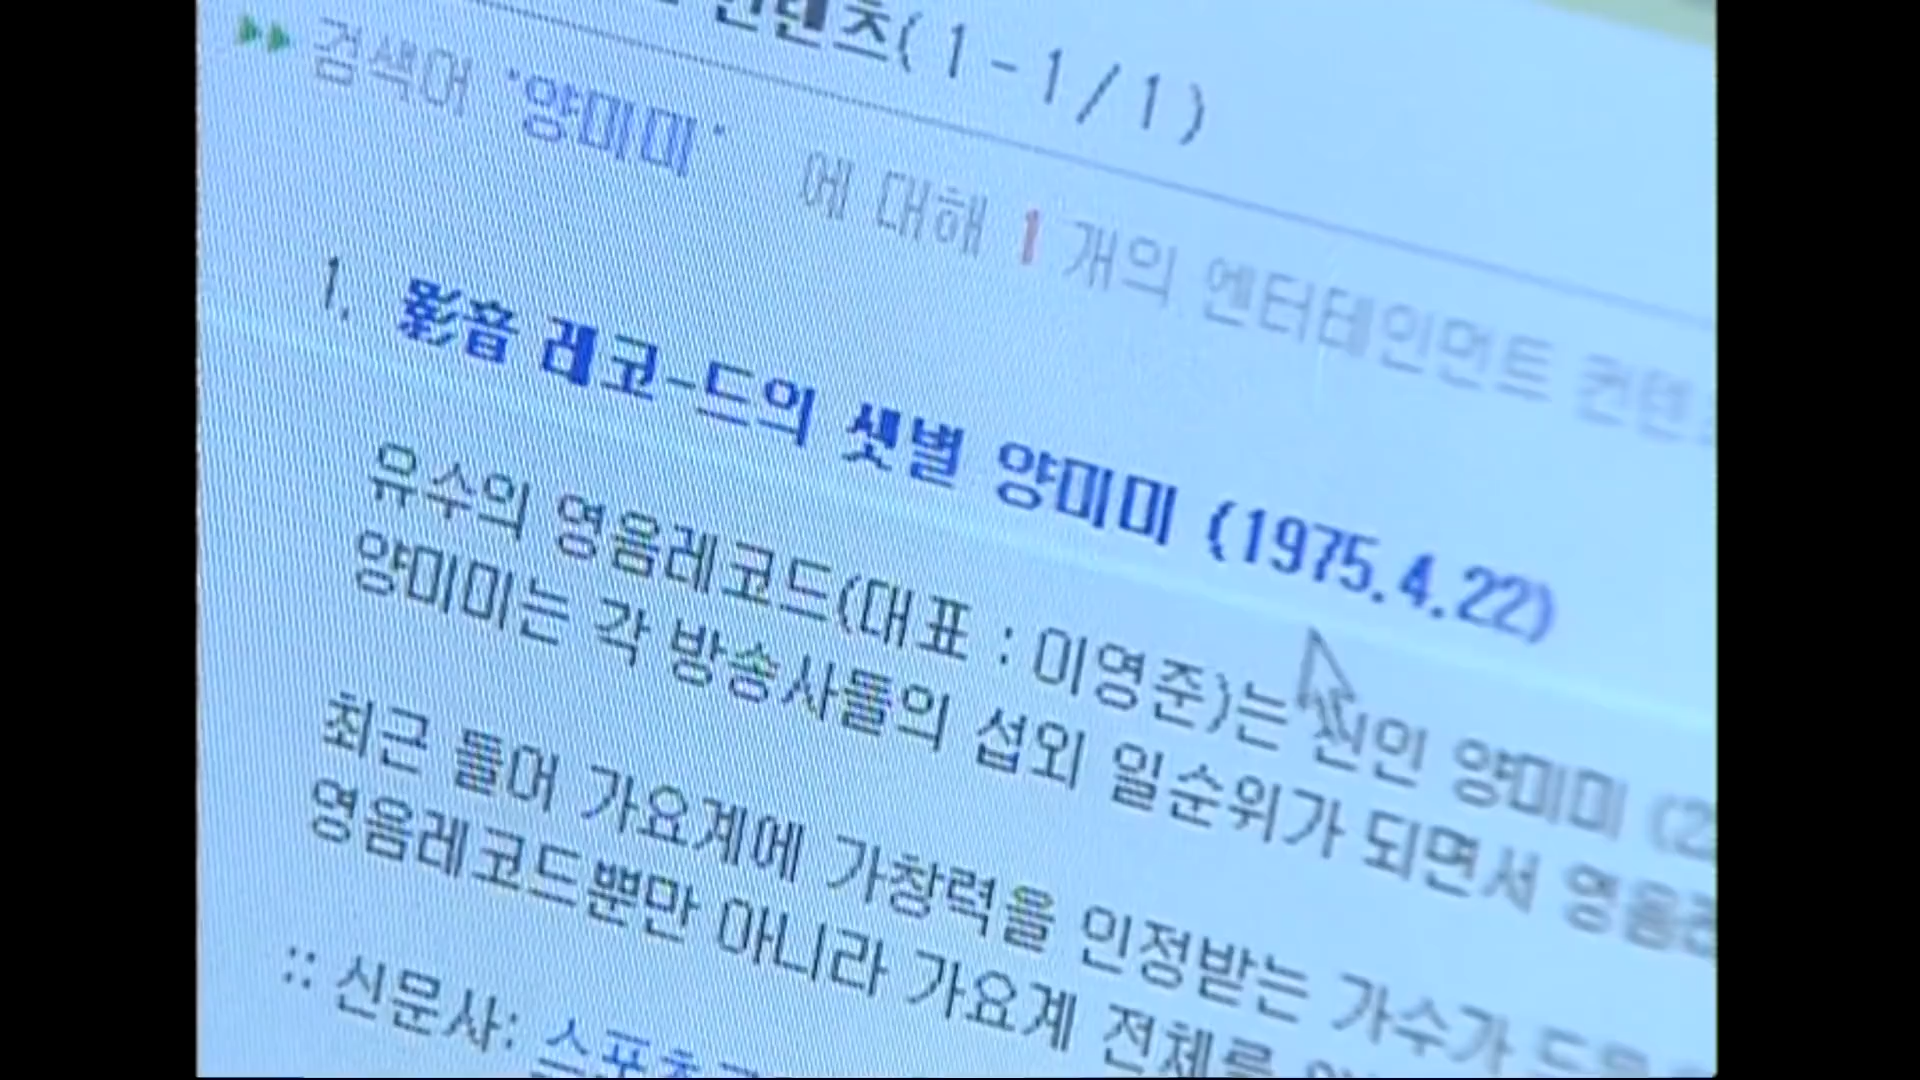 인텐츠(1-1/1)
검색어 '양미미' 에 대해 1 개의 엔터테인먼트 컨텐
1. 影音 레코-드의 샛별 양미미 (1975.4.22)
유수의 영음레코드(대표 : 이영준)는 신인 양미미 (2
양미미는 각 방송사들의 섭외 일순위가 되면서 영음레
최근 들어 가요계에 가창력을 인정받는 가수가
영음레코드뿐만 아니라 가요계 전체를
:: 신문사: